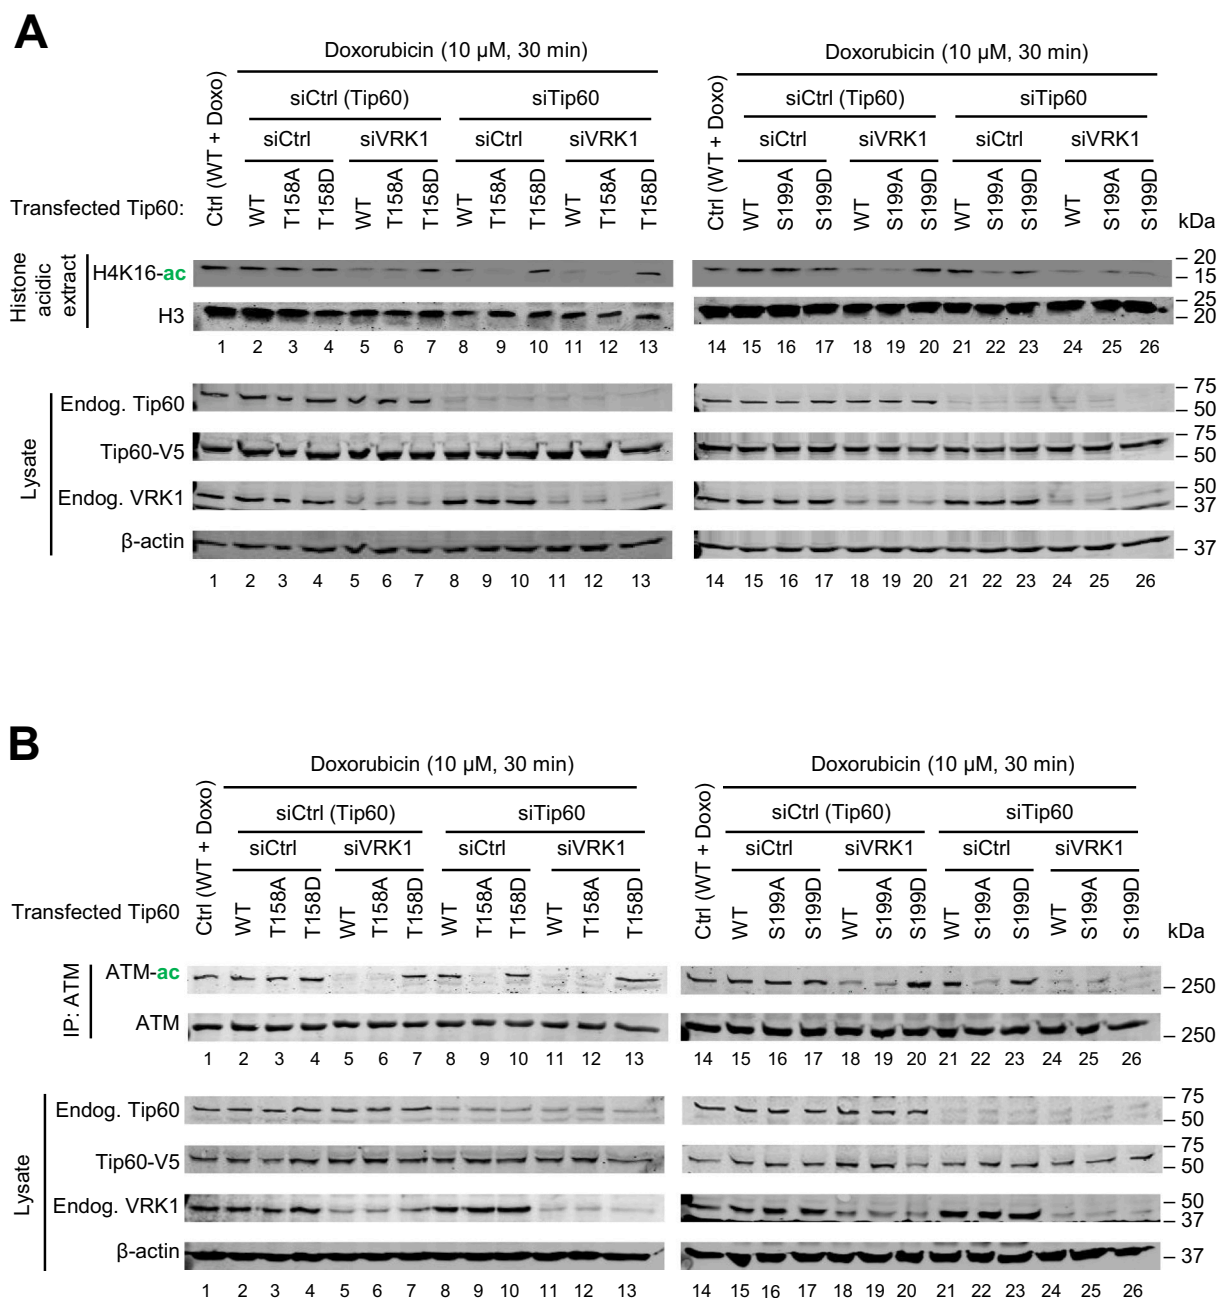 A
Doxorubicin (10 µM, 30 min)
siCtrl (Tip60) siTip60
siCtrl siVRK1 siCtrl siVRK1
Transfected Tip60: Ctrl (WT + Doxo) WT T158A T158D WT T158A T158D WT T158A T158D WT T158A T158D
Doxorubicin (10 µM, 30 min)
siCtrl (Tip60) siTip60
siCtrl siVRK1 siCtrl siVRK1
Ctrl (WT + Doxo) WT S199A S199D WT S199A S199D WT S199A S199D WT S199A S199D
kDa
Histone
acidic
extract
H4K16-ac
– 20
– 15
H3
– 25
– 20
1 2 3 4 5 6 7 8 9 10 11 12 13 14 15 16 17 18 19 20 21 22 23 24 25 26
Lysate
Endog. Tip60
– 75
– 50
Tip60-V5
– 75
– 50
Endog. VRK1
– 50
– 37
β-actin
– 37
1 2 3 4 5 6 7 8 9 10 11 12 13 14 15 16 17 18 19 20 21 22 23 24 25 26
B
Doxorubicin (10 µM, 30 min)
siCtrl (Tip60) siTip60
siCtrl siVRK1 siCtrl siVRK1
Transfected Tip60 Ctrl (WT + Doxo) WT T158A T158D WT T158A T158D WT T158A T158D WT T158A T158D
Doxorubicin (10 µM, 30 min)
siCtrl (Tip60) siTip60
siCtrl siVRK1 siCtrl siVRK1
Ctrl (WT + Doxo) WT S199A S199D WT S199A S199D WT S199A S199D WT S199A S199D
kDa
IP: ATM
ATM-ac
– 250
ATM
– 250
1 2 3 4 5 6 7 8 9 10 11 12 13 14 15 16 17 18 19 20 21 22 23 24 25 26
Lysate
Endog. Tip60
– 75
– 50
Tip60-V5
– 75
– 50
Endog. VRK1
– 50
– 37
β-actin
– 37
1 2 3 4 5 6 7 8 9 10 11 12 13 14 15 16 17 18 19 20 21 22 23 24 25 26